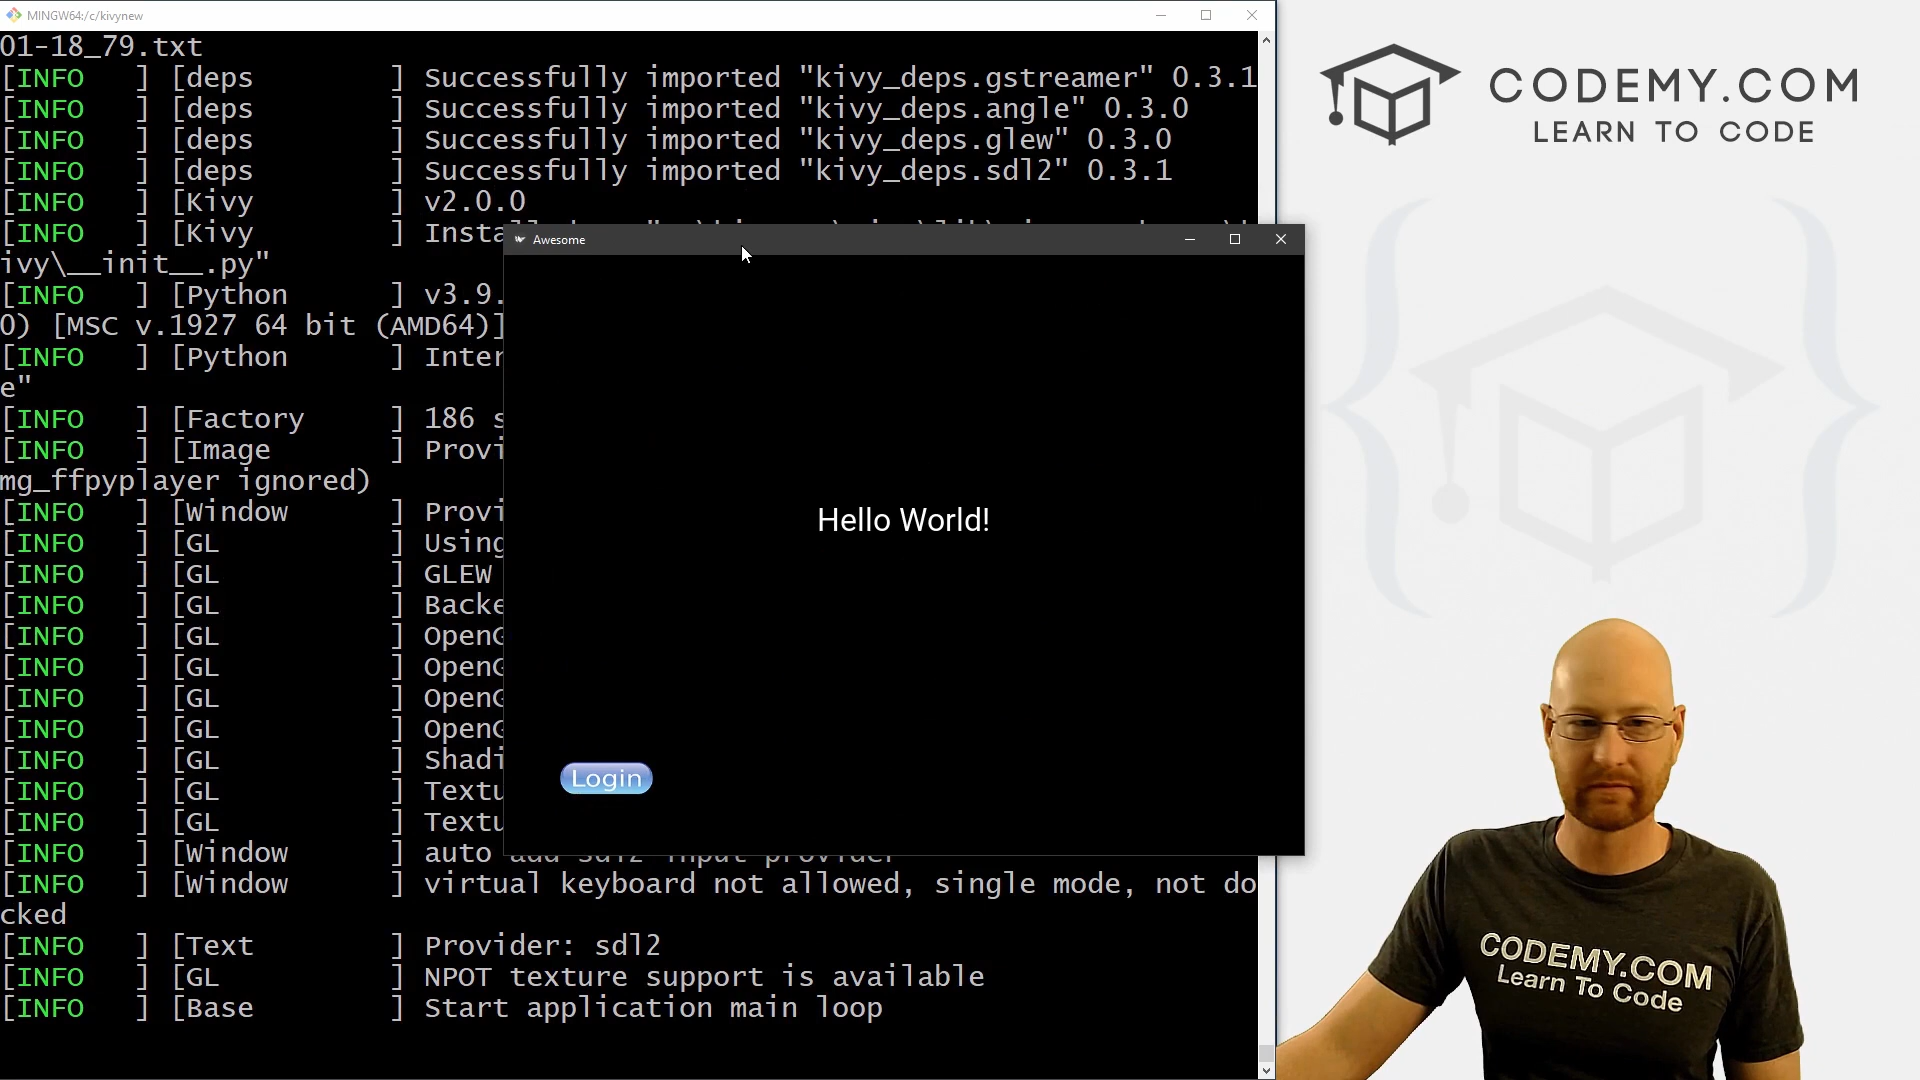 MINGW64:/c/kivynew
01-18_79.txt
[INFO   ] [deps        ] Successfully imported "kivy_deps.gstreamer" 0.3.1
[INFO   ] [deps        ] Successfully imported "kivy_deps.angle" 0.3.0
[INFO   ] [deps        ] Successfully imported "kivy_deps.glew" 0.3.0
[INFO   ] [deps        ] Successfully imported "kivy_deps.sdl2" 0.3.1
[INFO   ] [Kivy        ] v2.0.0
[INFO   ] [Kivy        ]
ivy\__init__.py"
[INFO   ] [Python      ] v3.9.
0) [MSC v.1927 64 bit (AMD64)]
[INFO   ] [Python      ] Inter
e"
[INFO   ] [Factory     ] 186 s
[INFO   ] [Image       ] Provi
mg_ffpyplayer ignored)
[INFO   ] [Window      ] Provi
[INFO   ] [GL          ] Using
[INFO   ] [GL          ] GLEW
[INFO   ] [GL          ] Backe
[INFO   ] [GL          ] OpenG
[INFO   ] [GL          ] OpenG
[INFO   ] [GL          ] OpenG
[INFO   ] [GL          ] OpenG
[INFO   ] [GL          ] Shadi
[INFO   ] [GL          ] Textu
[INFO   ] [GL          ] Textu
[INFO   ] [Window      ] auto add sdl2 input provider
[INFO   ] [Window      ] virtual keyboard not allowed, single mode, not do
cked
[INFO   ] [Text        ] Provider: sdl2
[INFO   ] [GL          ] NPOT texture support is available
[INFO   ] [Base        ] Start application main loop
Awesome
Hello World!
Login
CODEMY.COM
LEARN TO CODE
CODEMY.COM
Learn To Code